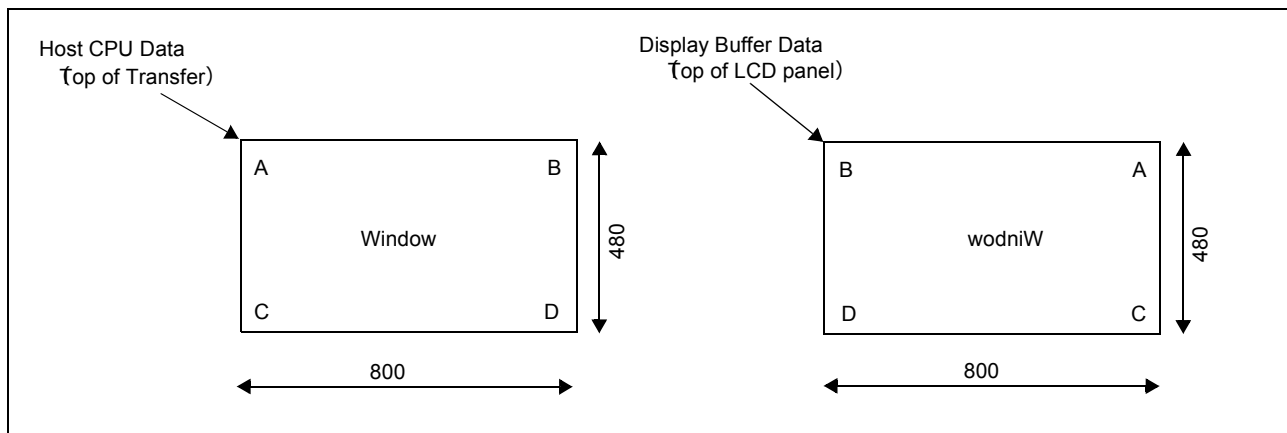 Host CPU Data
(Top of Transfer)
A
B
Window
C
D
480
800
Display Buffer Data
(Top of LCD panel)
B
A
wodniW
D
C
480
800